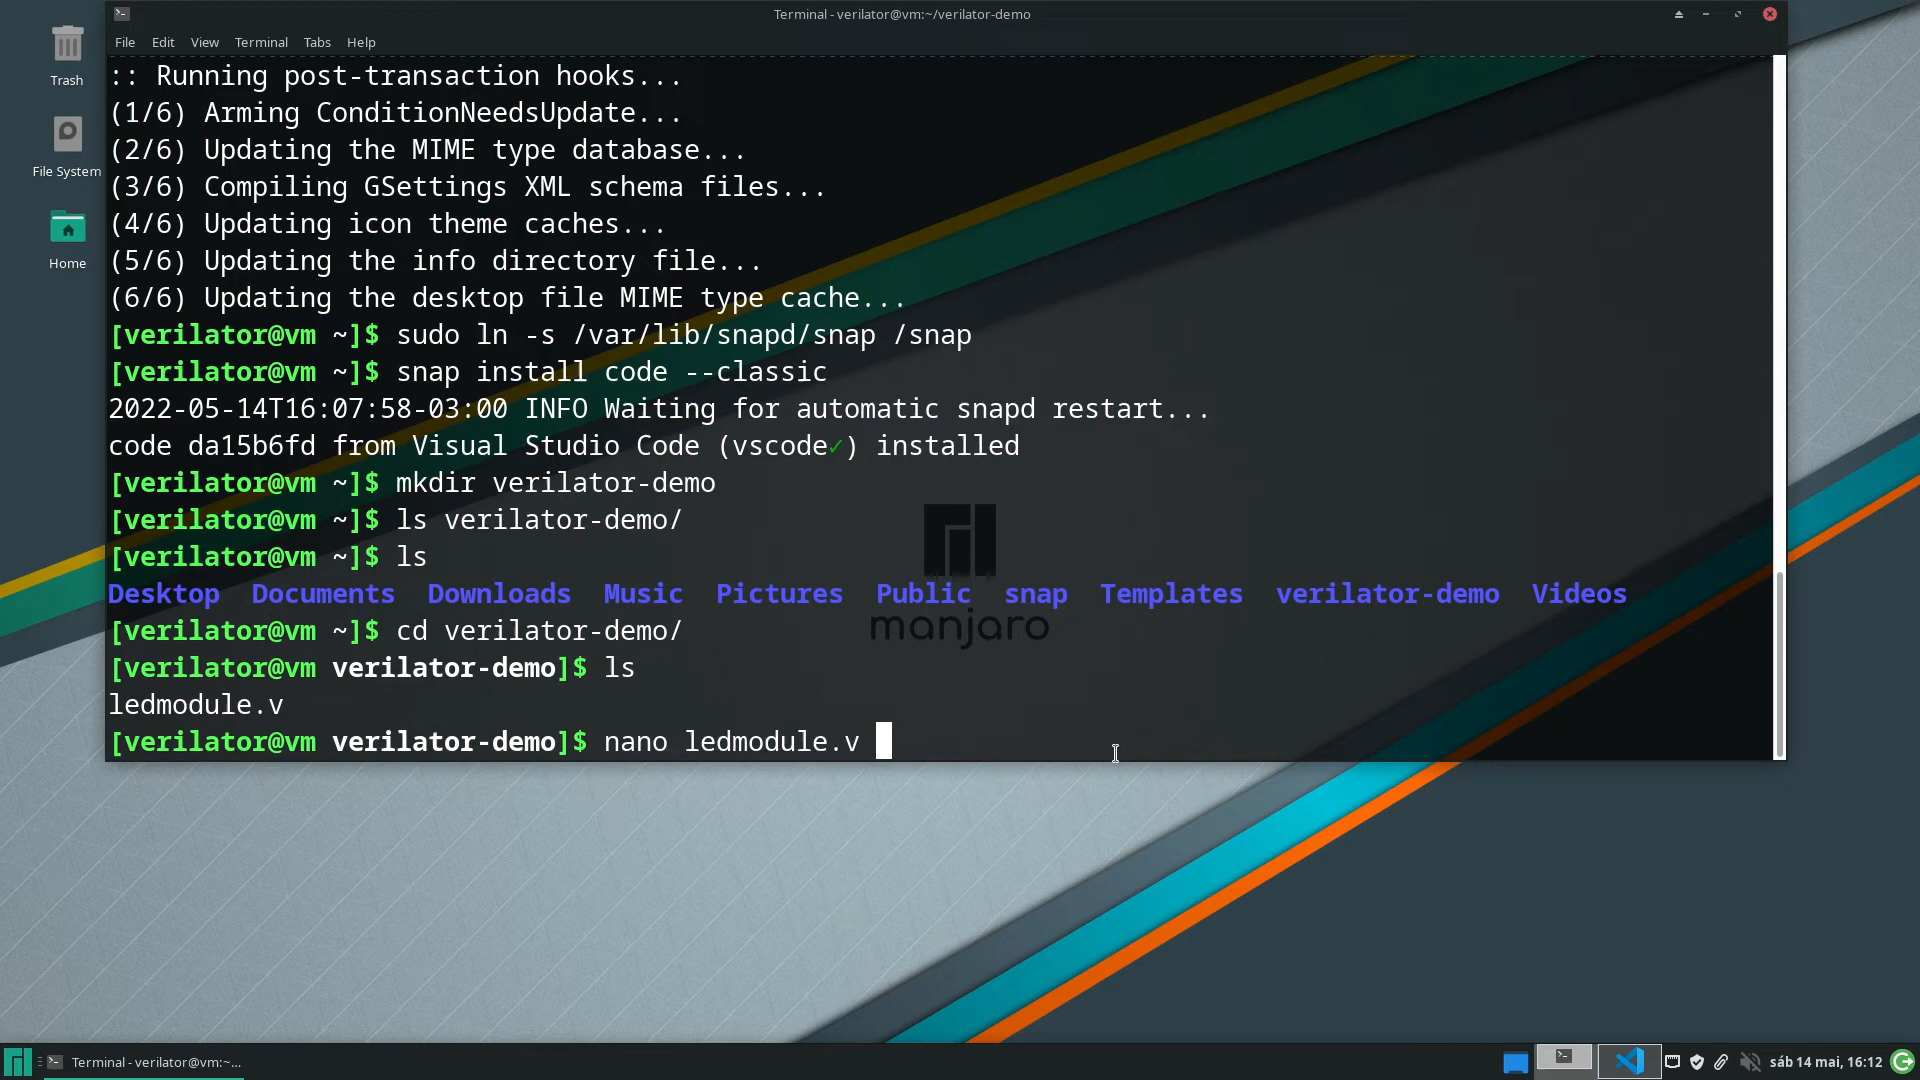 Terminal - verilator@vm:~/verilator-demo
File Edit View Terminal Tabs Help
Trash
File System
Home
:: Running post-transaction hooks...
(1/6) Arming ConditionNeedsUpdate...
(2/6) Updating the MIME type database...
(3/6) Compiling GSettings XML schema files...
(4/6) Updating icon theme caches...
(5/6) Updating the info directory file...
(6/6) Updating the desktop file MIME type cache...
[verilator@vm ~]$ sudo ln -s /var/lib/snapd/snap /snap
[verilator@vm ~]$ snap install code --classic
2022-05-14T16:07:58-03:00 INFO Waiting for automatic snapd restart...
code da15b6fd from Visual Studio Code (vscode✓) installed
[verilator@vm ~]$ mkdir verilator-demo
[verilator@vm ~]$ ls verilator-demo/
[verilator@vm ~]$ ls
Desktop Documents Downloads Music Pictures Public snap Templates verilator-demo Videos
[verilator@vm ~]$ cd verilator-demo/
manjaro
[verilator@vm verilator-demo]$ ls
ledmodule.v
[verilator@vm verilator-demo]$ nano ledmodule.v
Terminal - verilator@vm:~...
sáb 14 mai, 16:12